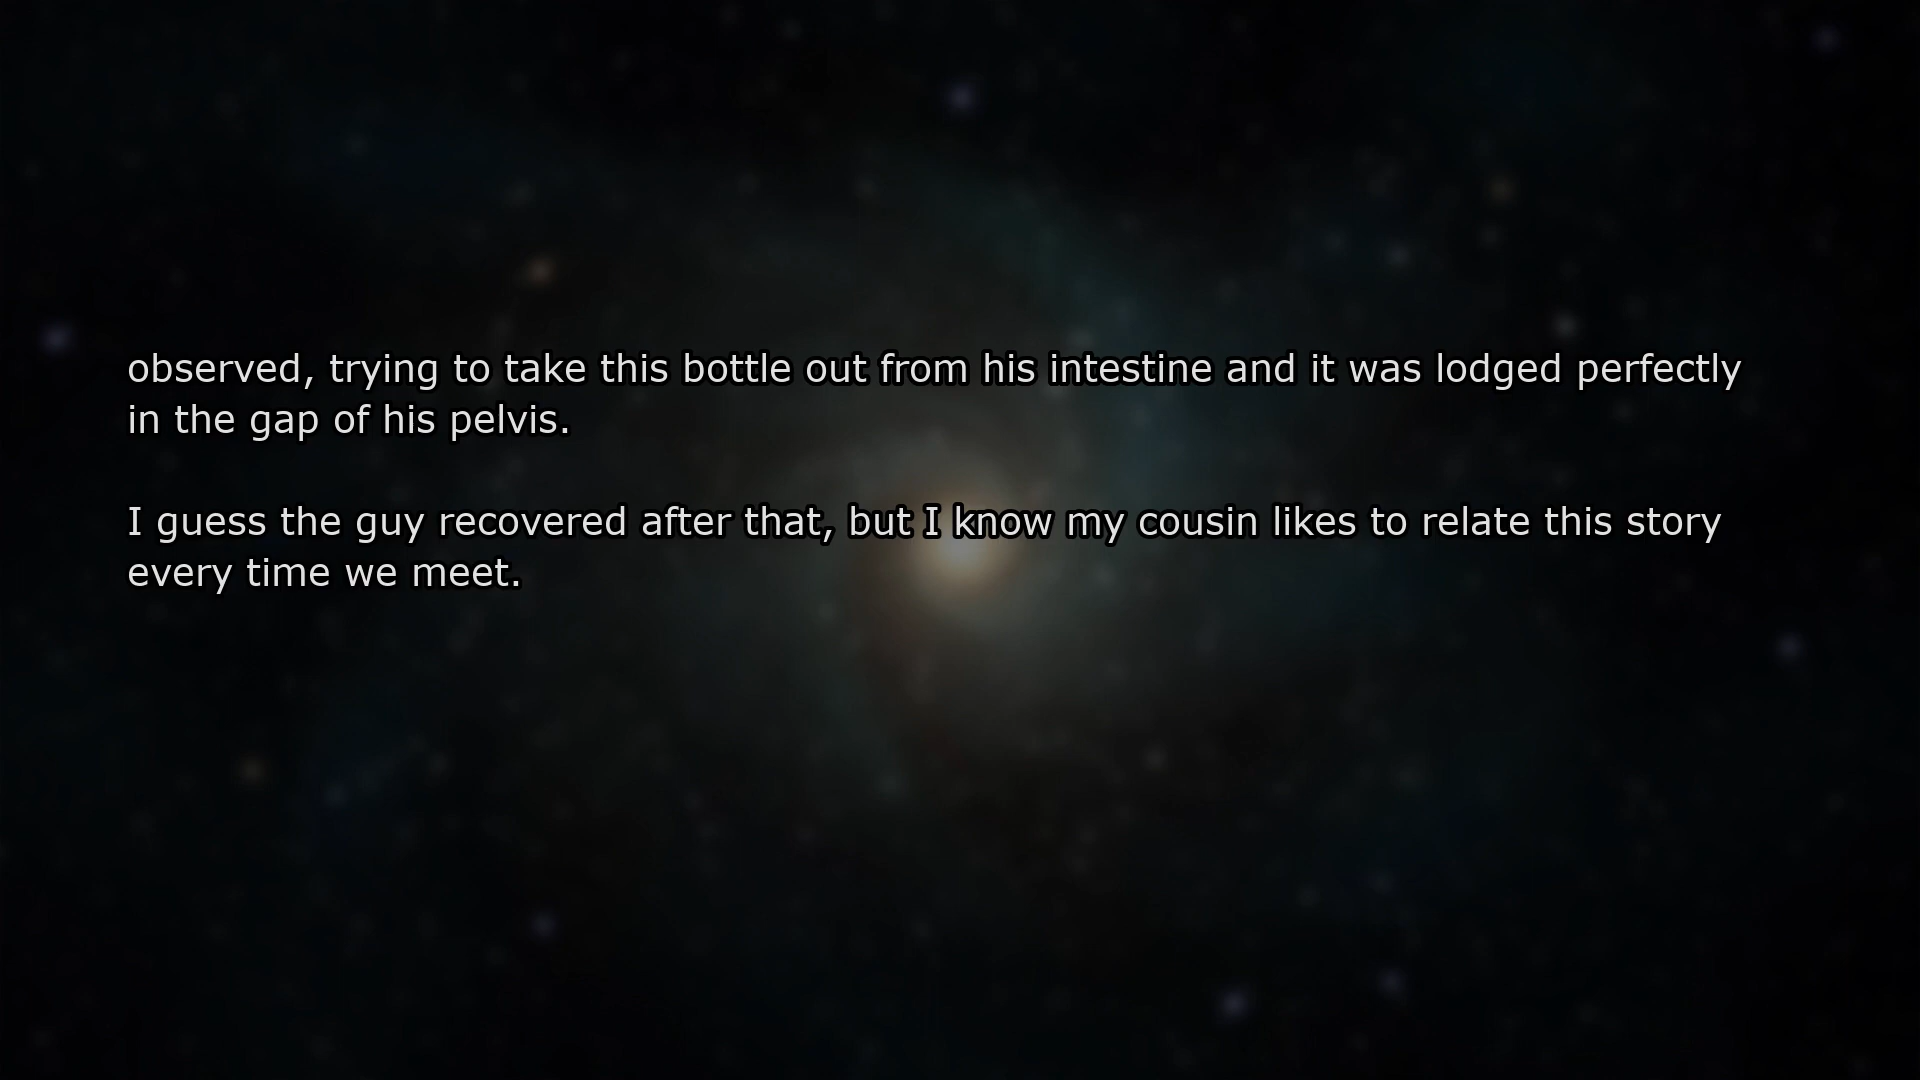 observed, trying to take this bottle out from his intestine and it was lodged perfectly
in the gap of his pelvis.
I guess the guy recovered after that, but I know my cousin likes to relate this story
every time we meet.